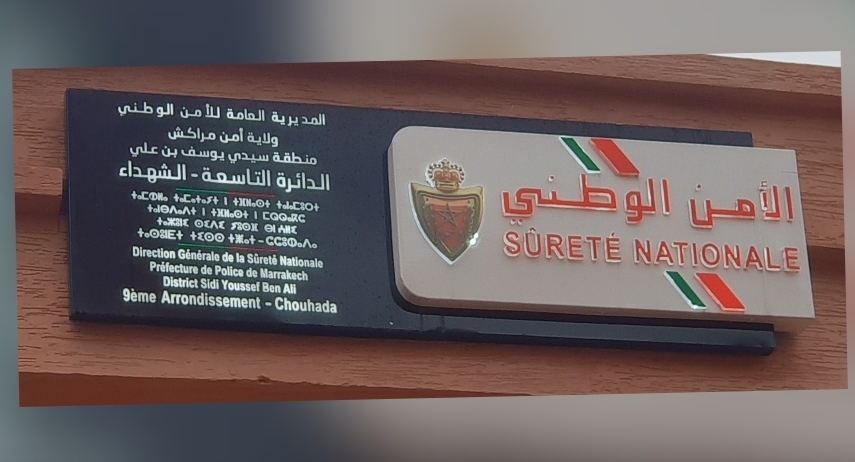 المديرية العامة للأمن الوطني
ولاية أمن مراكش
منطقة سيدي يوسف بن علي
الدائرة التاسعة - الشهداء
Direction Générale de la Sûreté Nationale
Préfecture de Police de Marrakech
District Sidi Youssef Ben Ali
9ème Arrondissement - Chouhada
الأمن الوطني
SÛRETÉ NATIONALE